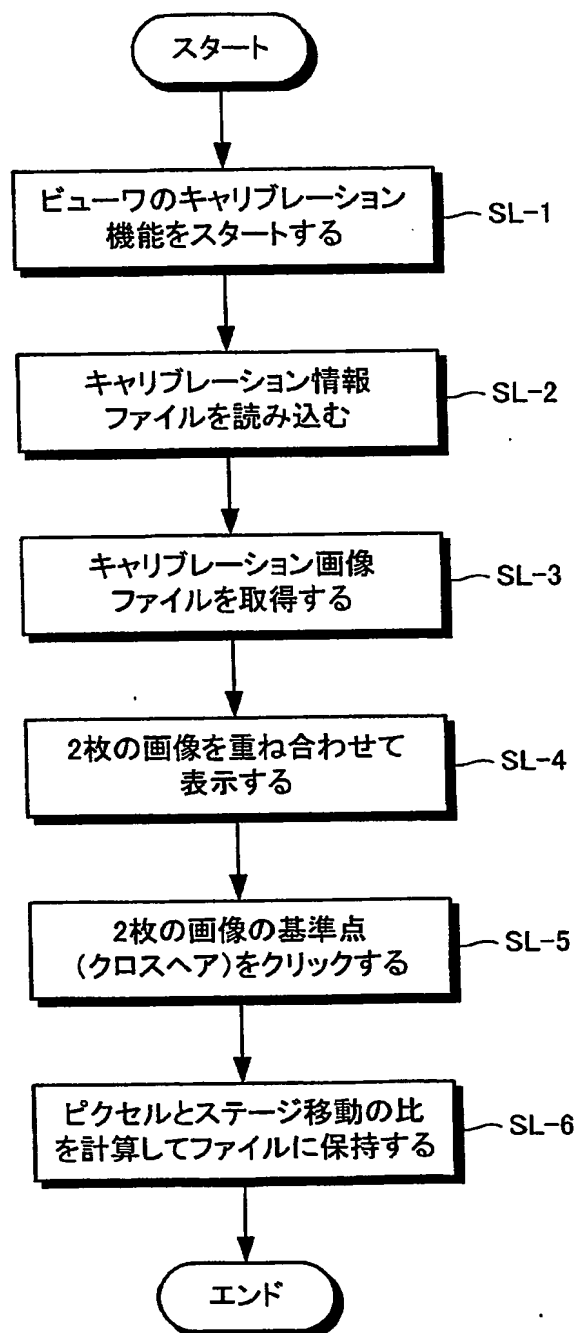 スタート
ビューワのキャリブレーション
機能をスタートする
SL-1
キャリブレーション情報
ファイルを読み込む
SL-2
キャリブレーション画像
ファイルを取得する
SL-3
2枚の画像を重ね合わせて
表示する
SL-4
2枚の画像の基準点
(クロスヘア)をクリックする
SL-5
ピクセルとステージ移動の比
を計算してファイルに保持する
SL-6
エンド